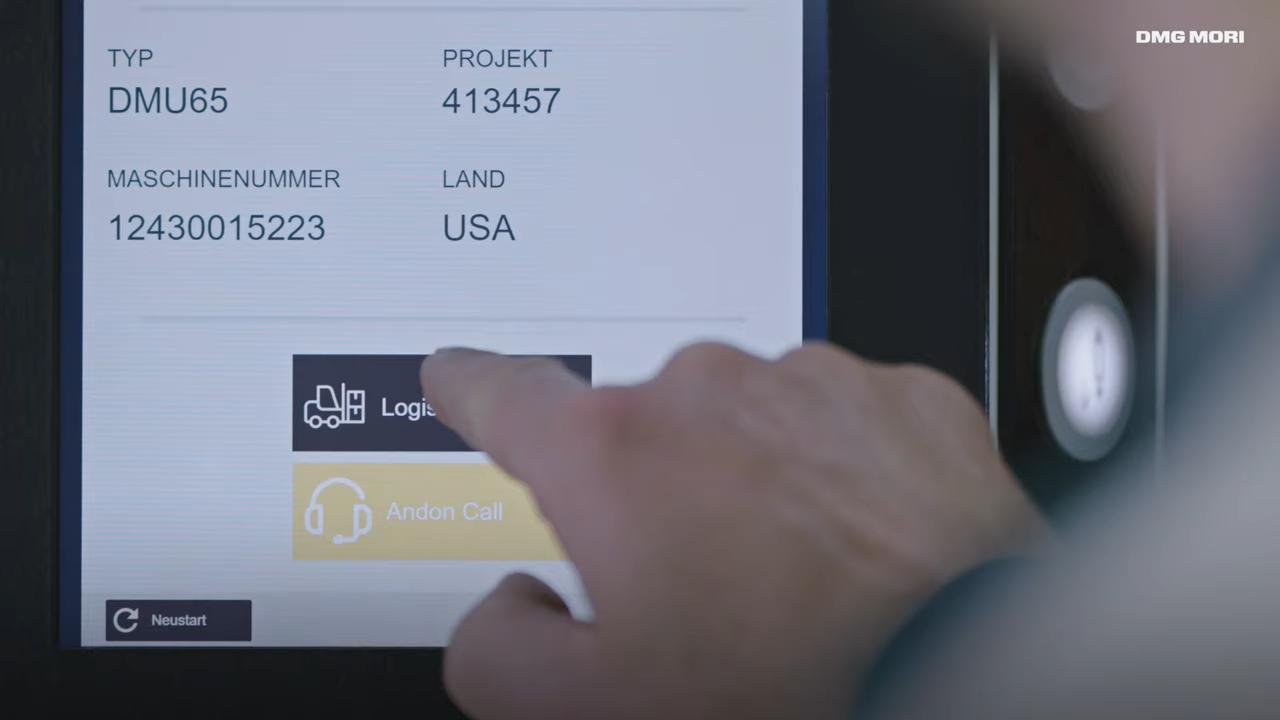 DMG MORI
TYP
DMU65
PROJEKT
413457
MASCHINENUMMER
12430015223
LAND
USA
Andon Call
Neustart